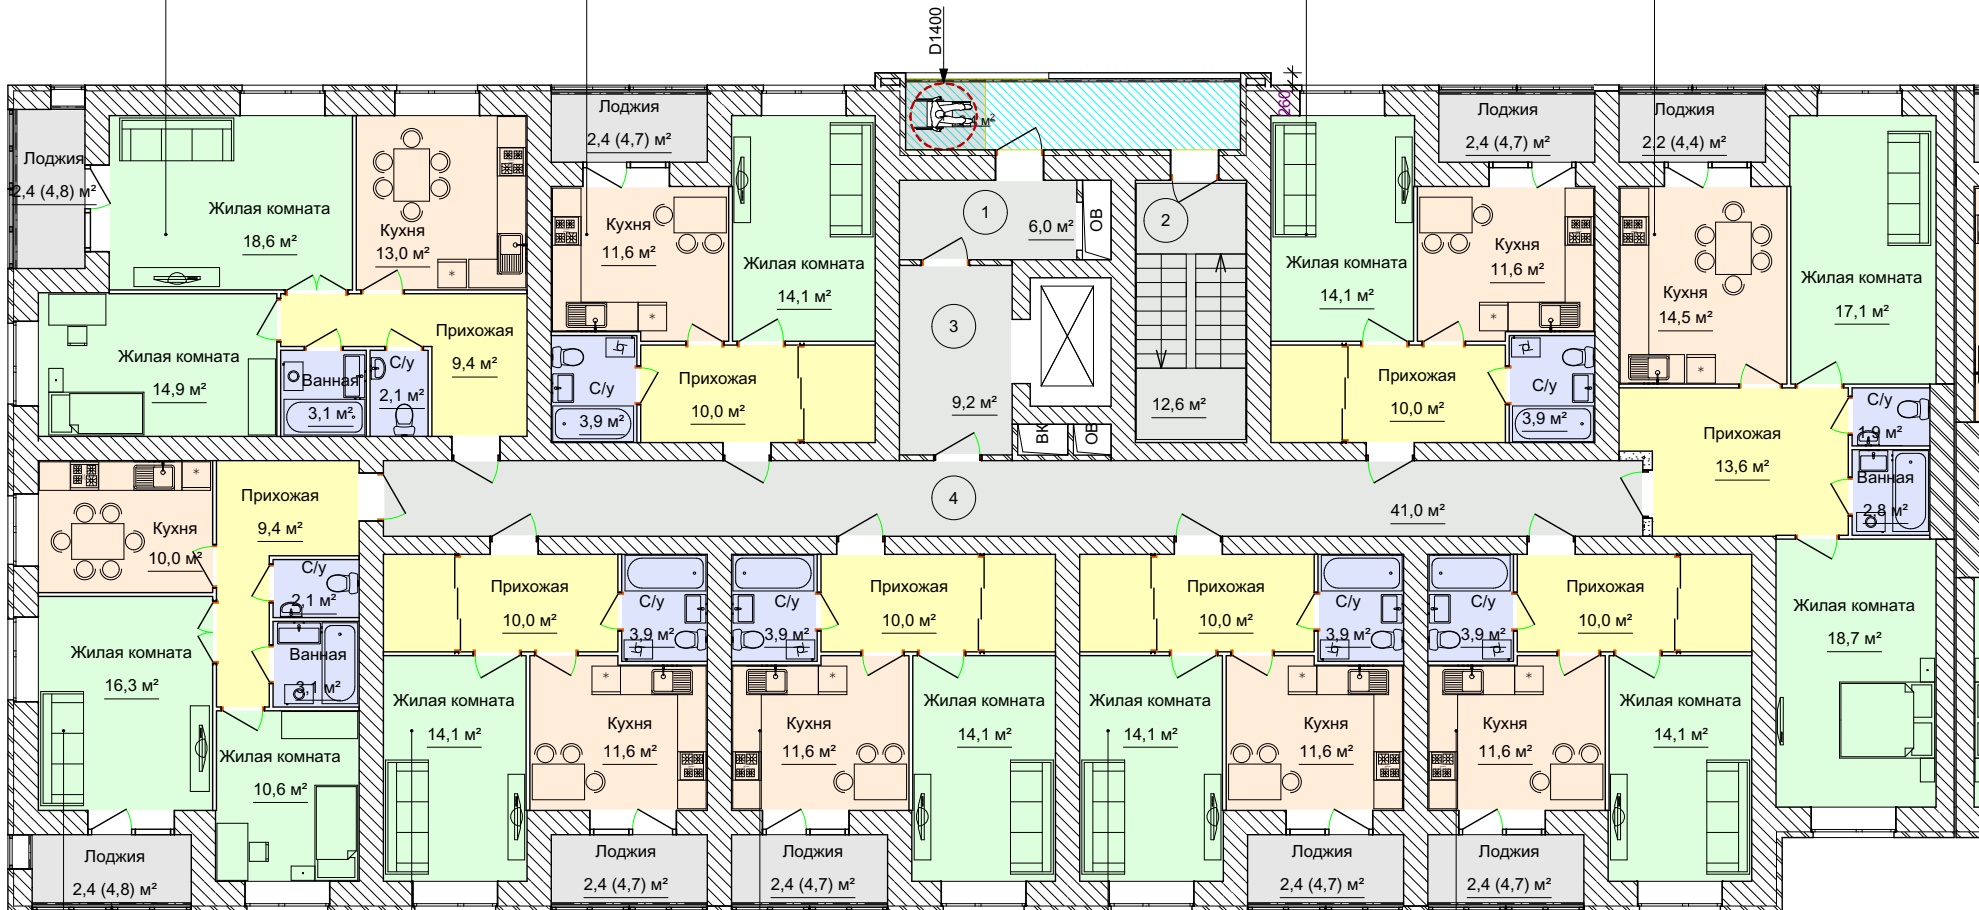 D1400
260
Лоджия
2,4 (4,8) м²
Жилая комната
18,6 м²
Кухня
13,0 м²
*
Лоджия
2,4 (4,7) м²
Кухня
11,6 м²
*
Жилая комната
14,1 м²
м²
1
6,0 м²
ОВ
2
12,6 м²
3
9,2 м²
ВК
ОВ
Жилая комната
14,1 м²
Лоджия
2,4 (4,7) м²
Кухня
11,6 м²
*
Лоджия
2,2 (4,4) м²
Кухня
14,5 м²
*
Жилая комната
17,1 м²
Жилая комната
14,9 м²
Ванная
3,1 м²
С/у
2,1 м²
Прихожая
9,4 м²
С/у
3,9 м²
Прихожая
10,0 м²
Прихожая
10,0 м²
С/у
3,9 м²
Прихожая
13,6 м²
С/у
1,9 м²
Ванная
2,8 м²
4
41,0 м²
Кухня
10,0 м²
*
Прихожая
9,4 м²
С/у
2,1 м²
Ванная
3,1 м²
Жилая комната
16,3 м²
Жилая комната
10,6 м²
Лоджия
2,4 (4,8) м²
Прихожая
10,0 м²
С/у
3,9 м²
Жилая комната
14,1 м²
*
Кухня
11,6 м²
Лоджия
2,4 (4,7) м²
С/у
3,9 м²
Прихожая
10,0 м²
*
Кухня
11,6 м²
Жилая комната
14,1 м²
Лоджия
2,4 (4,7) м²
Прихожая
10,0 м²
С/у
3,9 м²
Жилая комната
14,1 м²
*
Кухня
11,6 м²
Лоджия
2,4 (4,7) м²
С/у
3,9 м²
Прихожая
10,0 м²
*
Кухня
11,6 м²
Жилая комната
14,1 м²
Лоджия
2,4 (4,7) м²
Жилая комната
18,7 м²